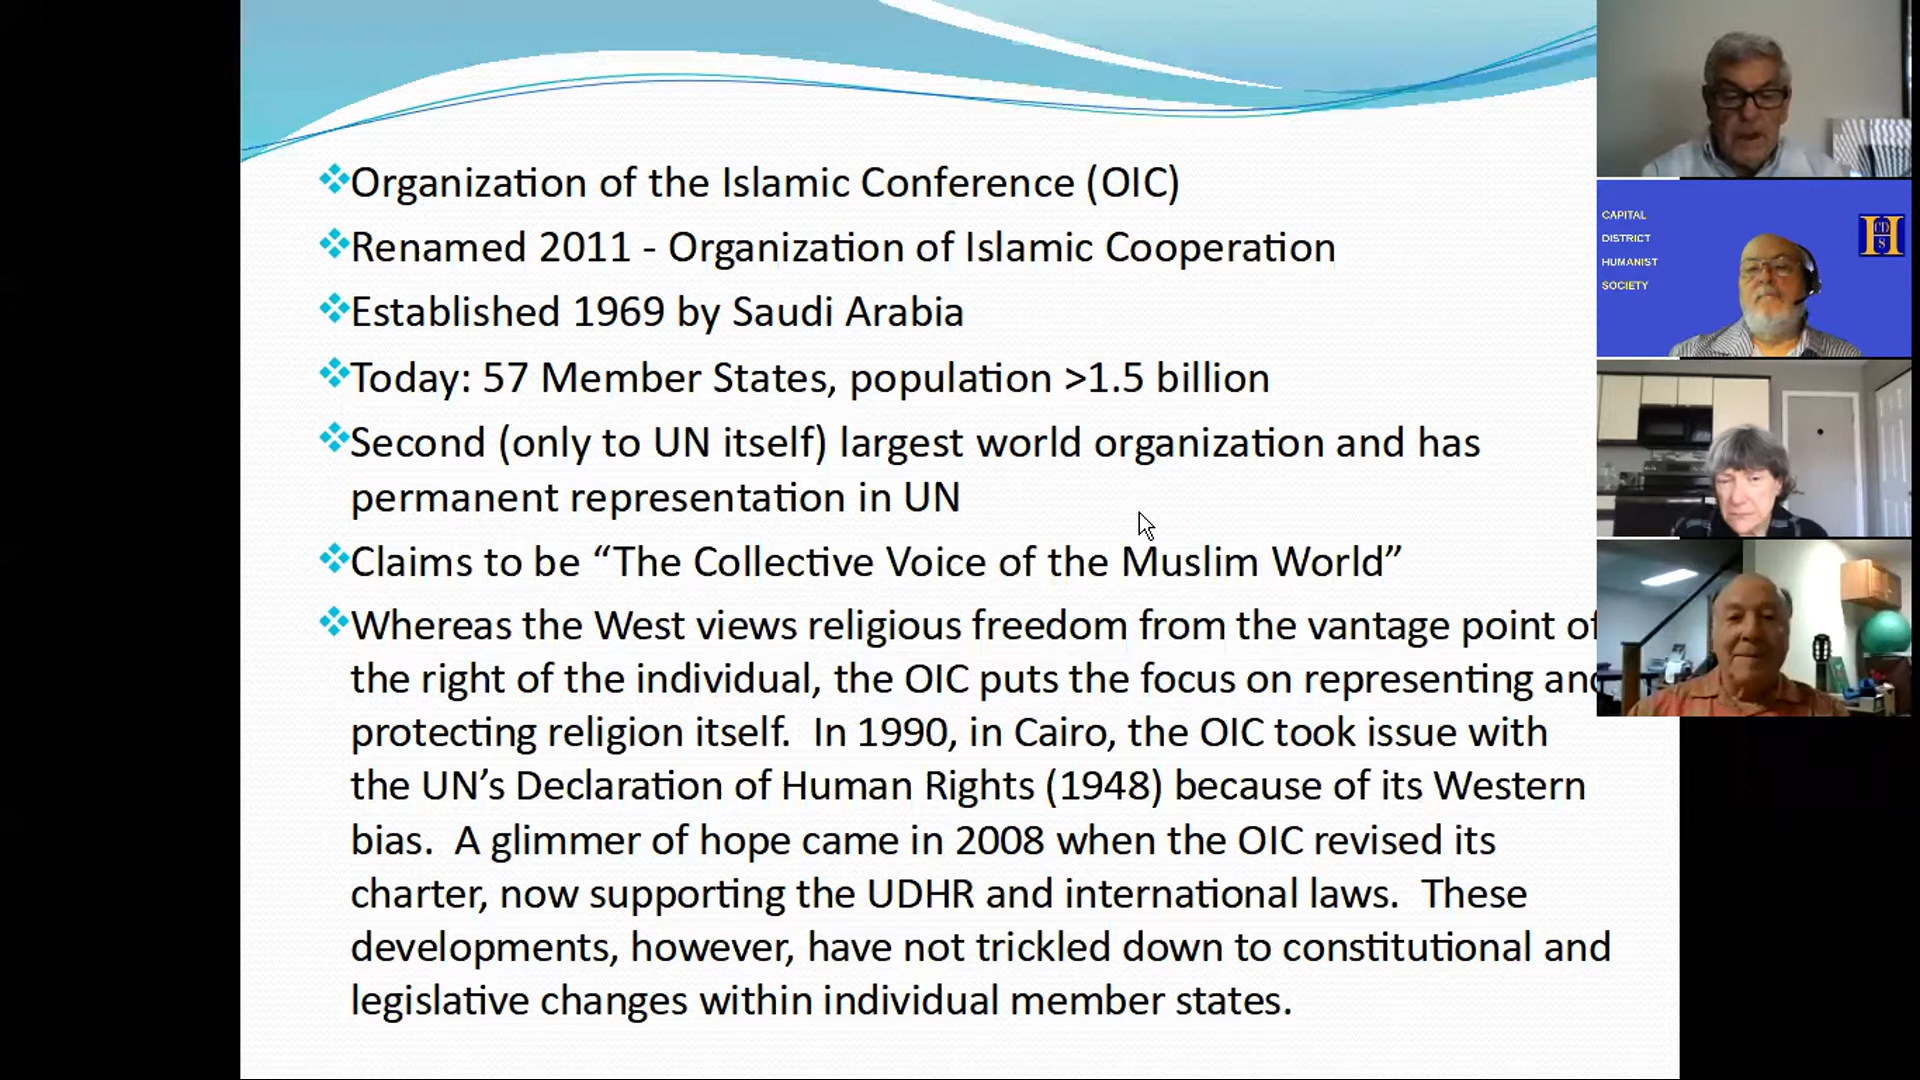 Organization of the Islamic Conference (OIC)
Renamed 2011 - Organization of Islamic Cooperation
Established 1969 by Saudi Arabia
Today: 57 Member States, population >1.5 billion
Second (only to UN itself) largest world organization and has
permanent representation in UN
Claims to be “The Collective Voice of the Muslim World”
Whereas the West views religious freedom from the vantage point of
the right of the individual, the OIC puts the focus on representing and
protecting religion itself.  In 1990, in Cairo, the OIC took issue with
the UN’s Declaration of Human Rights (1948) because of its Western
bias.  A glimmer of hope came in 2008 when the OIC revised its
charter, now supporting the UDHR and international laws.  These
developments, however, have not trickled down to constitutional and
legislative changes within individual member states.
CAPITAL
DISTRICT
HUMANIST
SOCIETY
H
CD
S